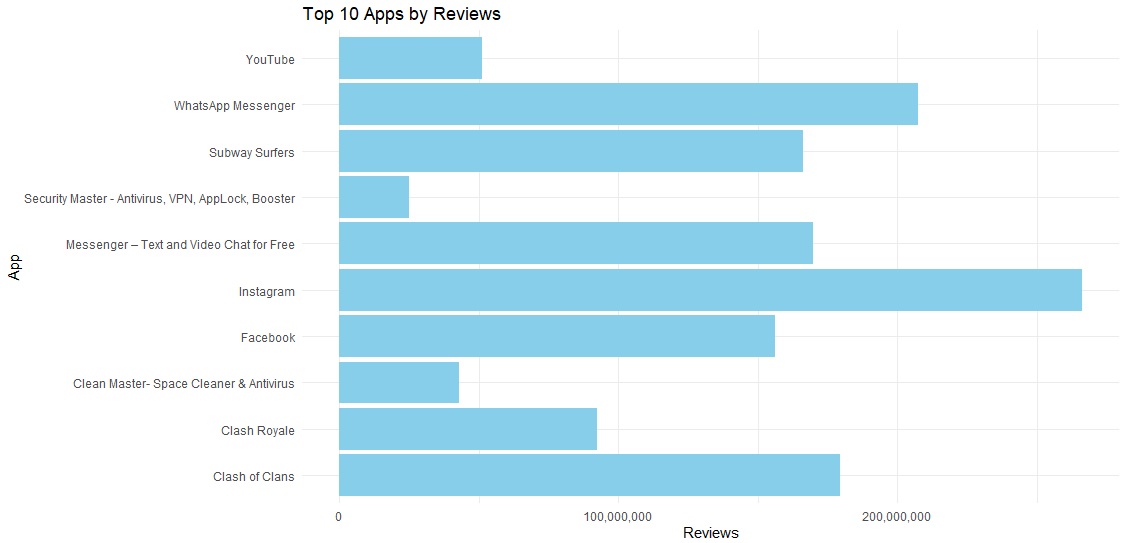 Top 10 Apps by Reviews
YouTube
WhatsApp Messenger
Subway Surfers
Security Master - Antivirus, VPN, AppLock, Booster
Messenger – Text and Video Chat for Free
Instagram
Facebook
Clean Master- Space Cleaner & Antivirus
Clash Royale
Clash of Clans
App
0
100,000,000
200,000,000
Reviews